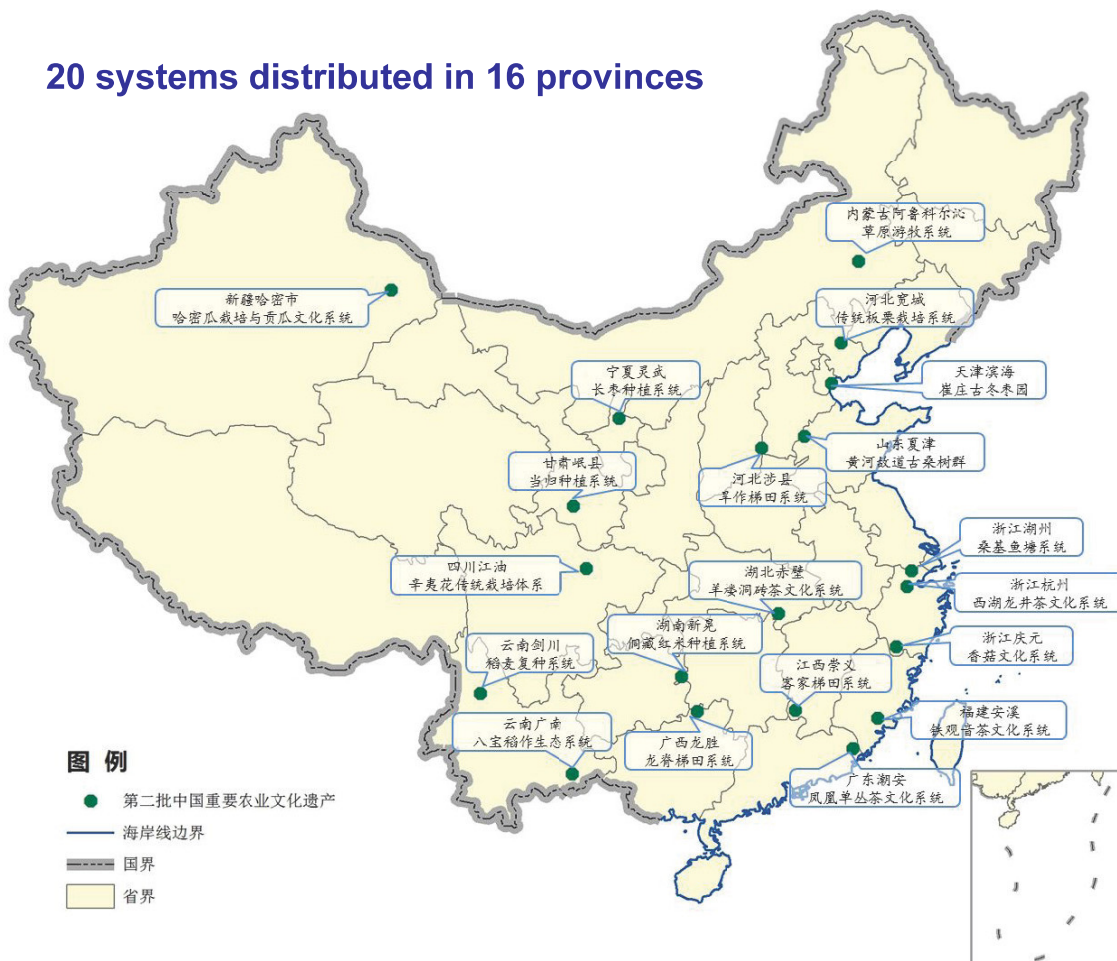 20 systems distributed in 16 provinces
内蒙古阿鲁科尔沁
草原游牧系统
新疆哈密市
哈密瓜栽培与贡瓜文化系统
河北宽城
传统板栗栽培系统
宁夏灵武
长枣种植系统
天津滨海
崔庄古冬枣园
山东夏津
黄河故道古桑树群
甘肃岷县
当归种植系统
河北涉县
旱作梯田系统
浙江湖州
桑基鱼塘系统
四川江油
辛夷花传统栽培体系
湖北赤壁
羊楼洞砖茶文化系统
浙江杭州
西湖龙井茶文化系统
湖南新晃
侗藏红米种植系统
云南剑川
稻麦复种系统
浙江庆元
香菇文化系统
江西崇义
客家梯田系统
云南广南
八宝稻作生态系统
广西龙胜
龙脊梯田系统
福建安溪
铁观音茶文化系统
广东潮安
凤凰单丛茶文化系统
图 例
第二批中国重要农业文化遗产
海岸线边界
国界
省界